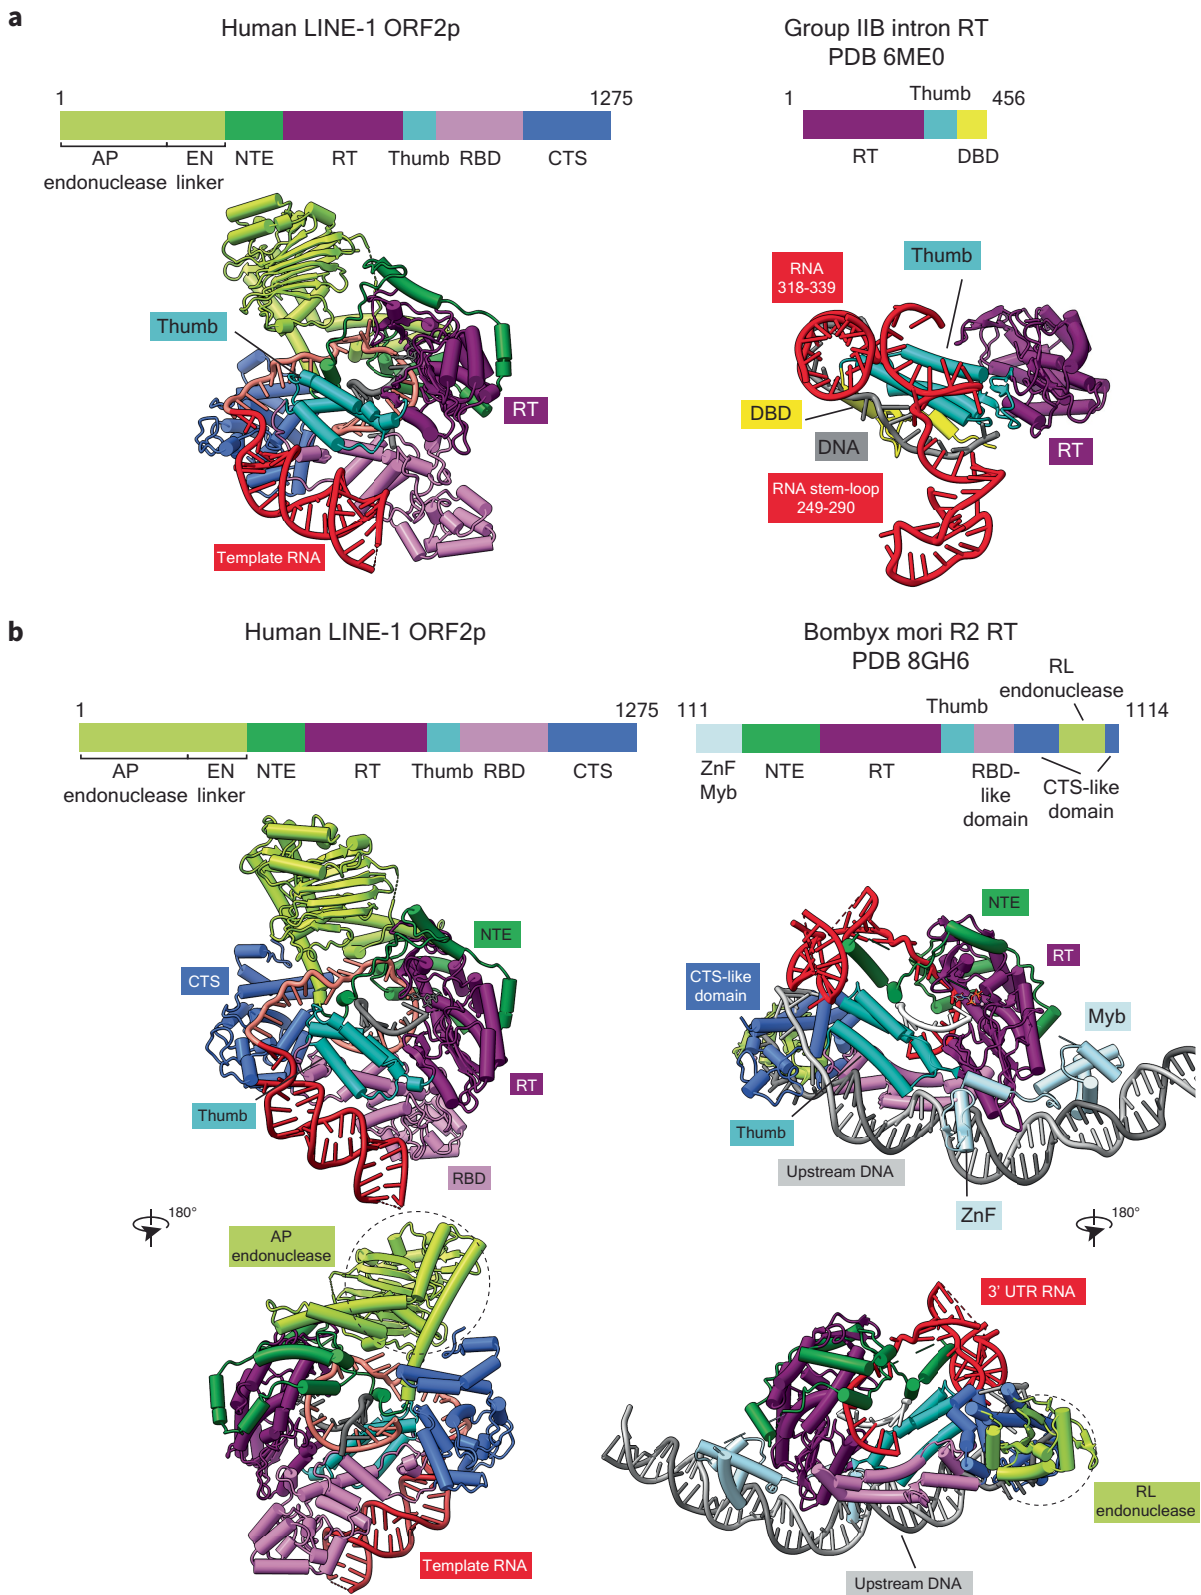 a
Human LINE-1 ORF2p
Group IIB intron RT
PDB 6ME0
1
1275
AP
endonuclease
EN
linker
NTE
RT
Thumb
RBD
CTS
1
Thumb
456
RT
DBD
Thumb
RT
Template RNA
RNA
318-339
Thumb
DBD
DNA
RT
RNA stem-loop
249-290
b
Human LINE-1 ORF2p
Bombyx mori R2 RT
PDB 8GH6
1
1275
AP
endonuclease
EN
linker
NTE
RT
Thumb
RBD
CTS
RL
endonuclease
111
Thumb
1114
ZnF
Myb
NTE
RT
RBD-
like
domain
CTS-like
domain
NTE
CTS
RT
Thumb
RBD
NTE
RT
CTS-like
domain
Myb
Thumb
Upstream DNA
ZnF
180°
180°
AP
endonuclease
Template RNA
3' UTR RNA
RL
endonuclease
Upstream DNA